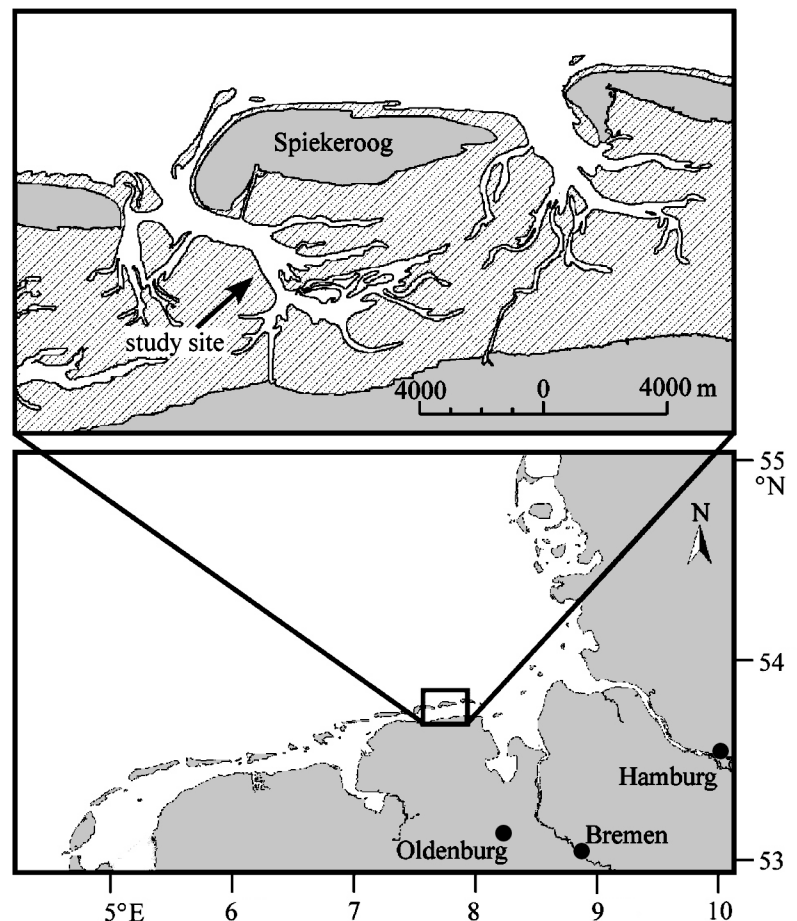 Spiekeroog
study site
4000 0 4000 m
55
°N
N
54
Hamburg
Oldenburg
Bremen
53
5°E 6 7 8 9 10